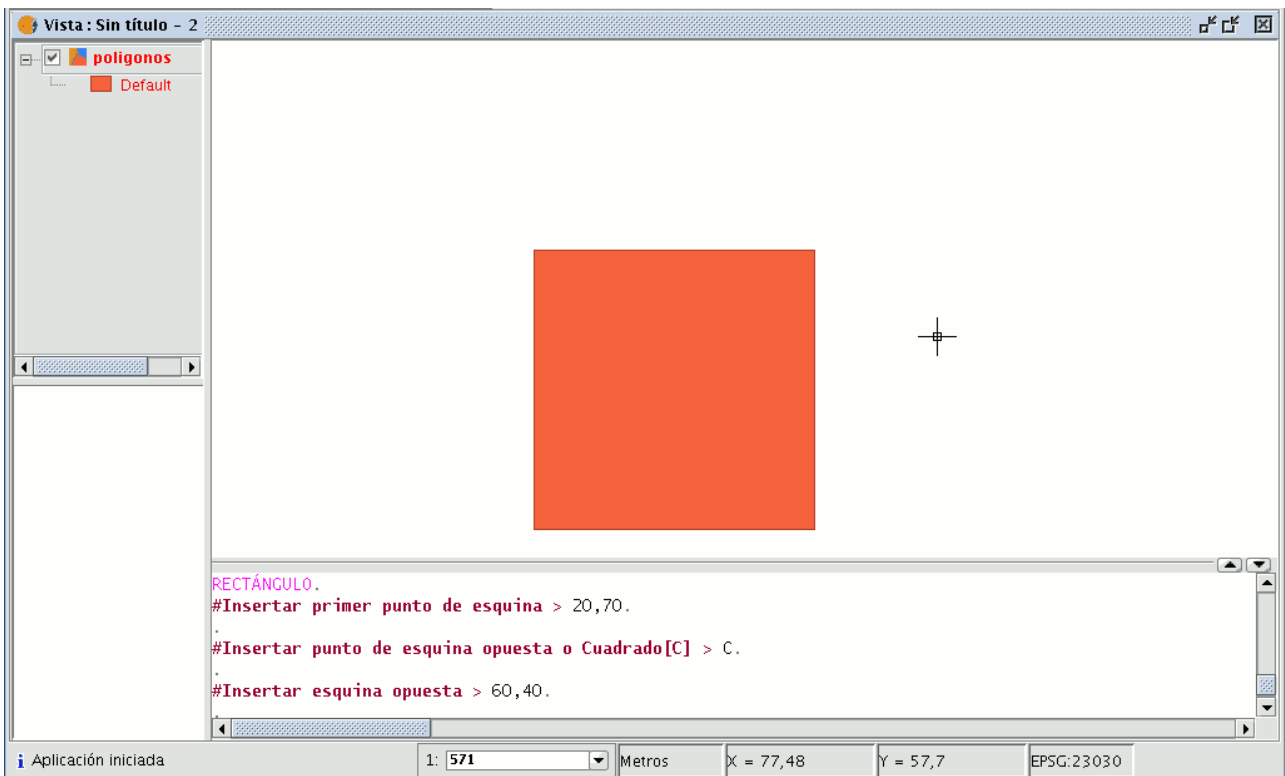 Vista : Sin título - 2
poligonos
Default
RECTÁNGULO.
#Insertar primer punto de esquina > 20,70.
.
#Insertar punto de esquina opuesta o Cuadrado[C] > C.
.
#Insertar esquina opuesta > 60,40.
.
i Aplicación iniciada
1: 571
Metros
X = 77,48
Y = 57,7
EPSG:23030